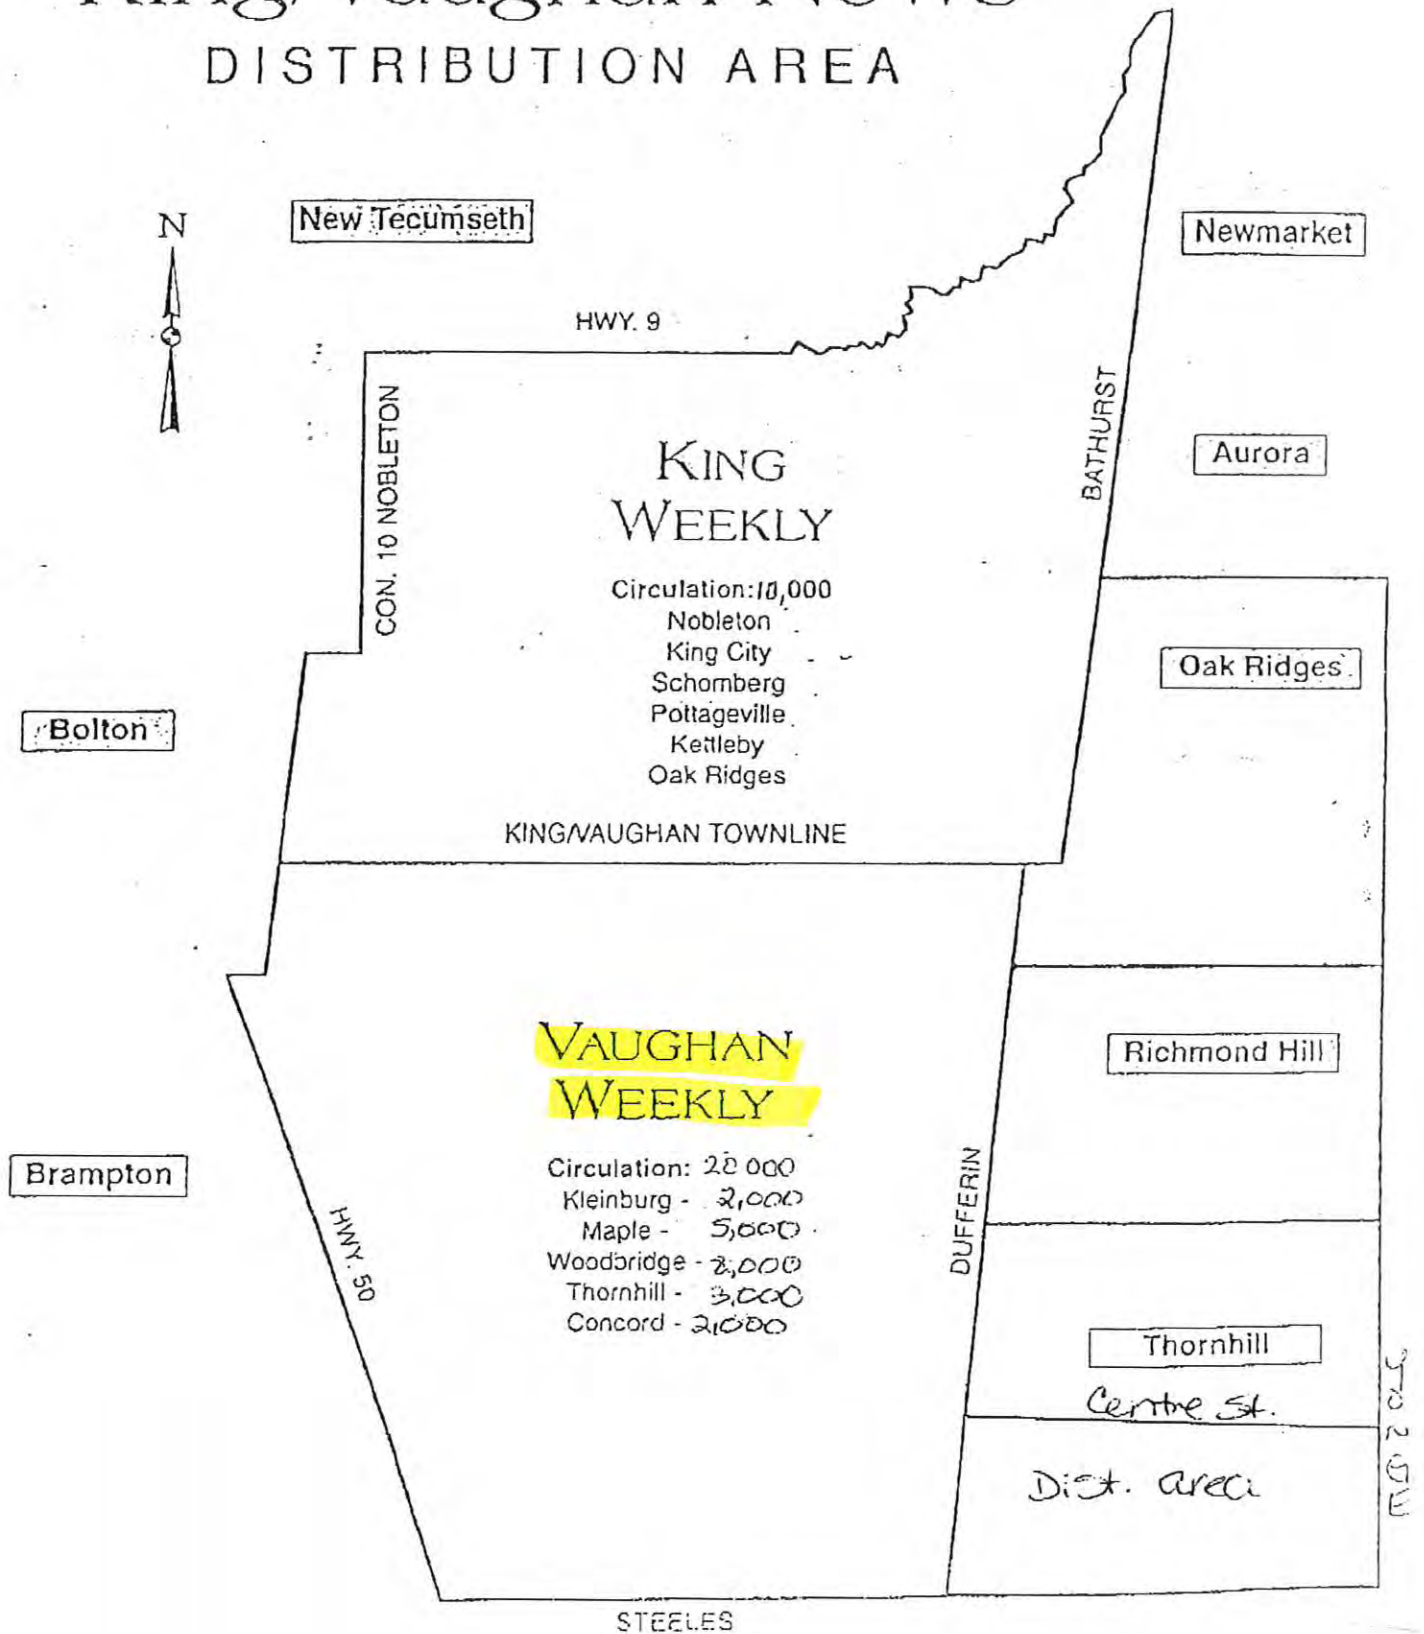 King/Vaughan News
DISTRIBUTION AREA
N
New Tecumseth
Newmarket
HWY. 9
CON. 10 NOBLETON
BATHURST
Aurora
KING
WEEKLY
Circulation:10,000
Nobleton
King City
Schomberg
Pottageville
Kettleby
Oak Ridges
Oak Ridges
Bolton
KING/VAUGHAN TOWNLINE
VAUGHAN
WEEKLY
Richmond Hill
Brampton
HWY. 50
DUFFERIN
Circulation: 20 000
Kleinburg - 2,000
Maple - 5,000
Woodbridge - 8,000
Thornhill - 3,000
Concord - 2,000
Thornhill
Centre St.
Dist. area
STEELES